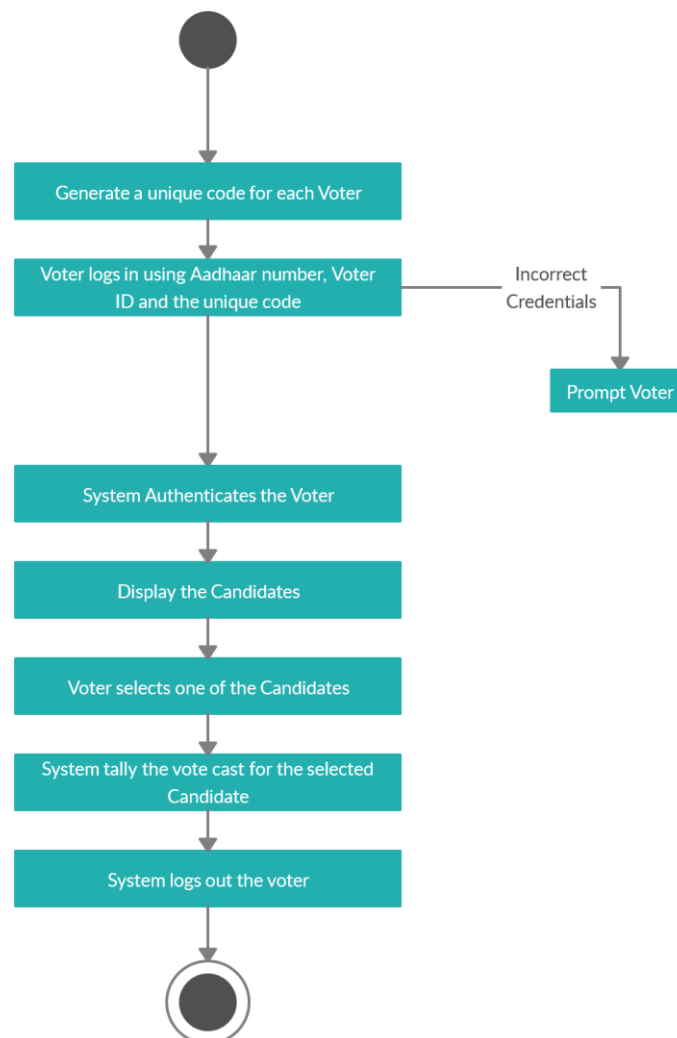 Generate a unique code for each Voter
Voter logs in using Aadhaar number, Voter
ID and the unique code
Incorrect
Credentials
Prompt Voter
System Authenticates the Voter
Display the Candidates
Voter selects one of the Candidates
System tally the vote cast for the selected
Candidate
System logs out the voter